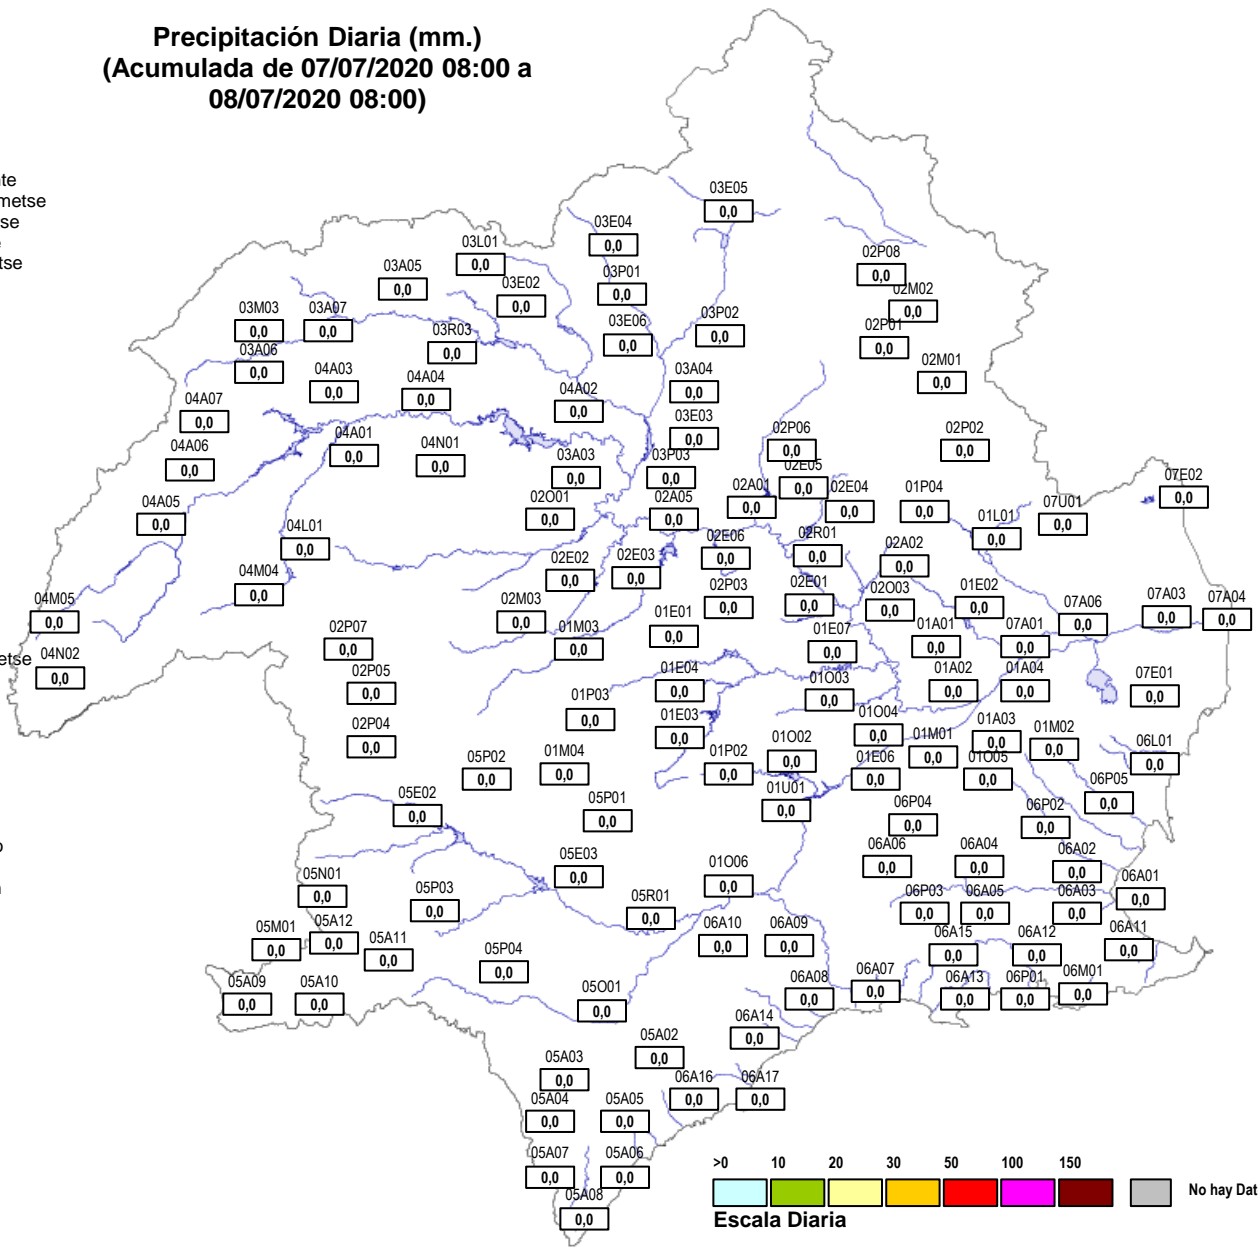 Precipitación Diaria (mm.)
(Acumulada de 07/07/2020 08:00 a
08/07/2020 08:00)
te
metse
se
e
tse
etse
o
n
03E05
0,0
03E04
0,0
03L01
0,0
02P08
0,0
03A05
0,0
03P01
0,0
03E02
0,0
02M02
0,0
03M03
0,0
03A07
0,0
03P02
0,0
03E06
0,0
03R03
0,0
02P01
0,0
03A06
0,0
02M01
0,0
04A03
0,0
04A04
0,0
03A04
0,0
04A02
0,0
04A07
0,0
03E03
0,0
04A01
0,0
04N01
0,0
02P06
0,0
02P02
0,0
04A06
0,0
03A03
0,0
03P03
0,0
02E05
0,0
07E02
0,0
02A01
0,0
02E04
0,0
01P04
0,0
04A05
0,0
02O01
0,0
02A05
0,0
07U01
0,0
01L01
0,0
04L01
0,0
02E06
0,0
02R01
0,0
02A02
0,0
02E02
0,0
02E03
0,0
04M04
0,0
02P03
0,0
02E01
0,0
02O03
0,0
01E02
0,0
04M05
0,0
02M03
0,0
07A06
0,0
07A03
0,0
07A04
0,0
01E01
0,0
02P07
0,0
01M03
0,0
01E07
0,0
01A01
0,0
07A01
0,0
04N02
0,0
02P05
0,0
01E04
0,0
01O03
0,0
01A02
0,0
01A04
0,0
07E01
0,0
01P03
0,0
01E03
0,0
01O04
0,0
01A03
0,0
01M02
0,0
02P04
0,0
01M01
0,0
06L01
0,0
05P02
0,0
01M04
0,0
01P02
0,0
01O02
0,0
01E06
0,0
01O05
0,0
05E02
0,0
05P01
0,0
01U01
0,0
06P05
0,0
06P04
0,0
06P02
0,0
05E03
0,0
06A06
0,0
06A04
0,0
06A02
0,0
05N01
0,0
01O06
0,0
06A01
0,0
05P03
0,0
05R01
0,0
06P03
0,0
06A05
0,0
06A03
0,0
05M01
0,0
05A12
0,0
05A11
0,0
06A10
0,0
06A09
0,0
06A15
0,0
06A12
0,0
06A11
0,0
05P04
0,0
05A09
0,0
05A10
0,0
05O01
0,0
06A08
0,0
06A07
0,0
06A13
0,0
06P01
0,0
06M01
0,0
06A14
0,0
05A02
0,0
05A03
0,0
06A16
0,0
06A17
0,0
05A04
0,0
05A05
0,0
05A07
0,0
05A06
0,0
05A08
0,0
>0 10 20 30 50 100 150
No hay Dat
Escala Diaria